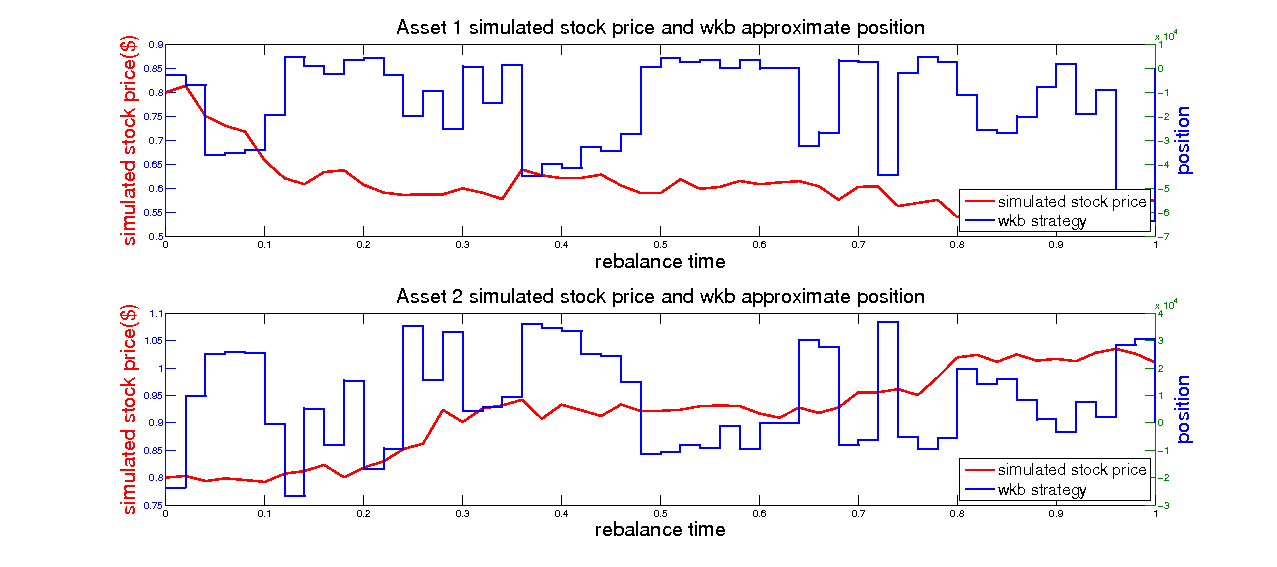 Asset 1 simulated stock price and wkb approximate position
x 10^4
simulated stock price($)
0.9
0.85
0.8
0.75
0.7
0.65
0.6
0.55
0.5
1
0
−1
−2
−3
−4
−5
−6
−7
position
simulated stock price
wkb strategy
0 0.1 0.2 0.3 0.4 0.5 0.6 0.7 0.8 0.9 1
rebalance time
Asset 2 simulated stock price and wkb approximate position
x 10^4
simulated stock price($)
1.1
1.05
1
0.95
0.9
0.85
0.8
0.75
4
3
2
1
0
−1
−2
−3
position
simulated stock price
wkb strategy
0 0.1 0.2 0.3 0.4 0.5 0.6 0.7 0.8 0.9 1
rebalance time